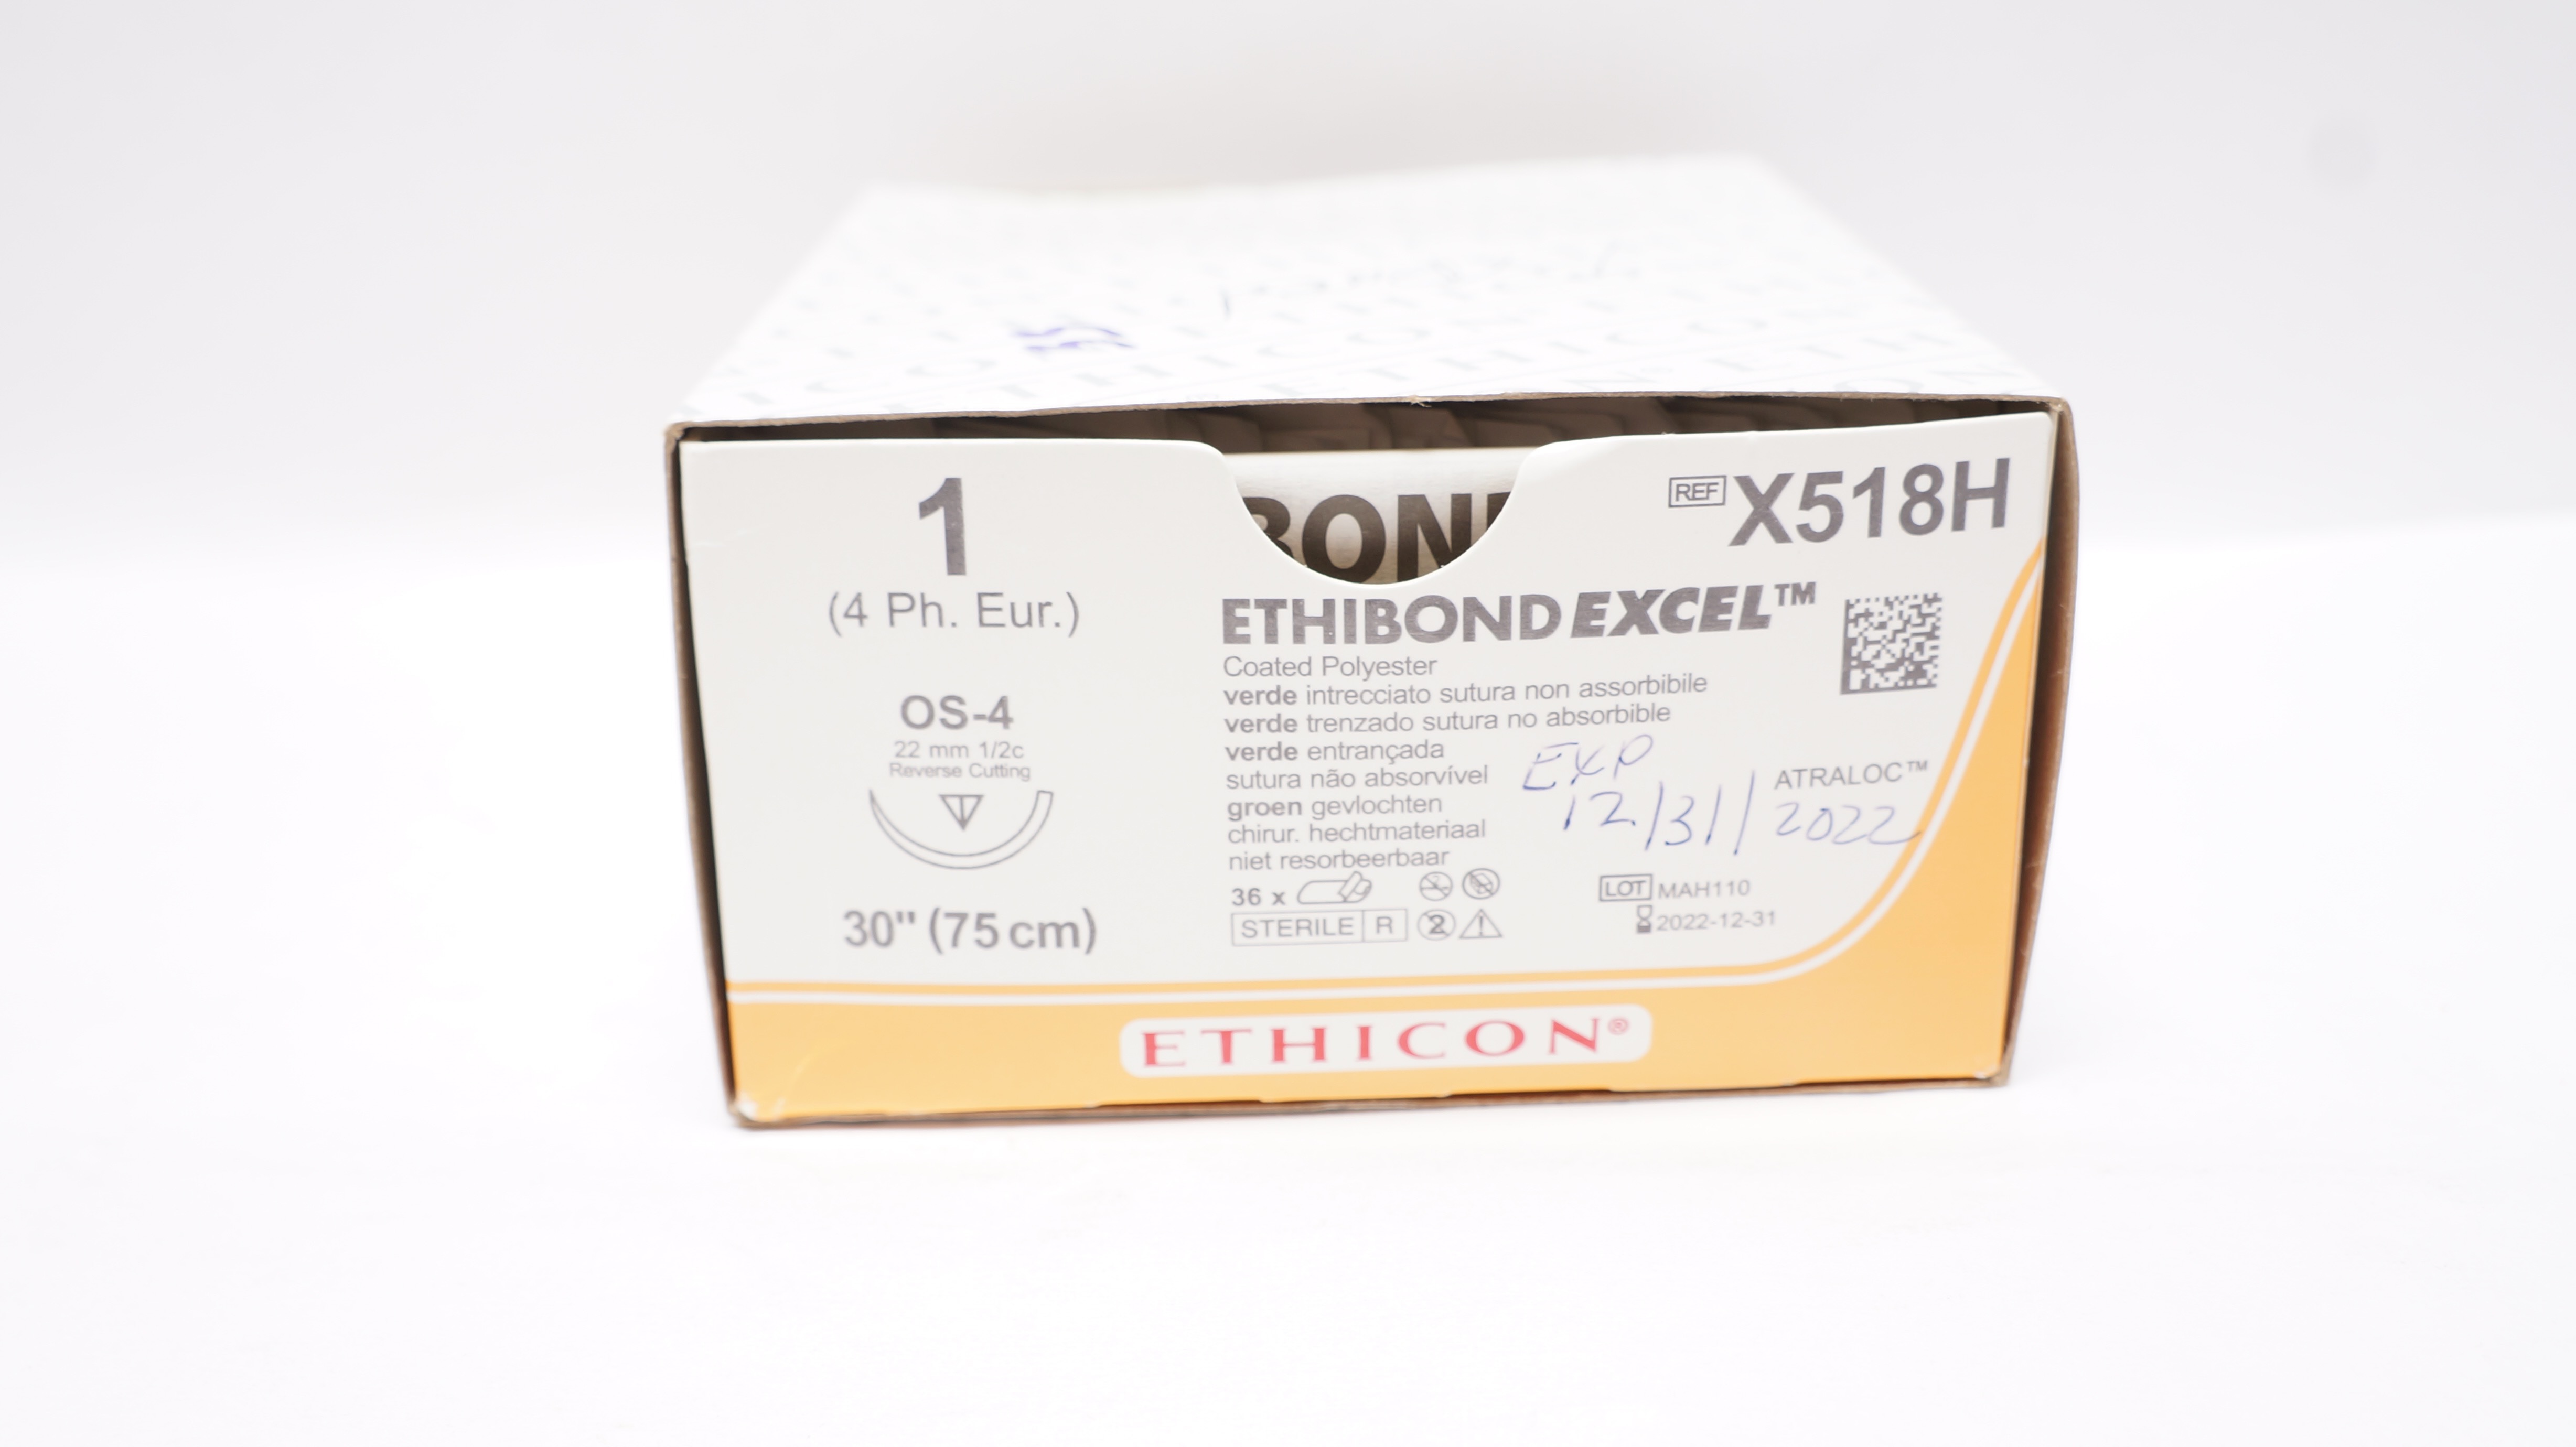 1
(4 Ph. Eur.)
OS-4
22 mm 1/2c
Reverse Cutting
30" (75 cm)
BOND
REF X518H
ETHIBOND EXCEL™
Coated Polyester
verde intrecciato sutura non assorbibile
verde trenzado sutura no absorbible
verde entrançada
sutura não absorvível
groen gevlochten
chirur. hechtmateriaal
niet resorbeerbaar
EXP
12/31/2022
ATRALOC™
36 x
STERILE R
2
LOT MAH110
2022-12-31
ETHICON®